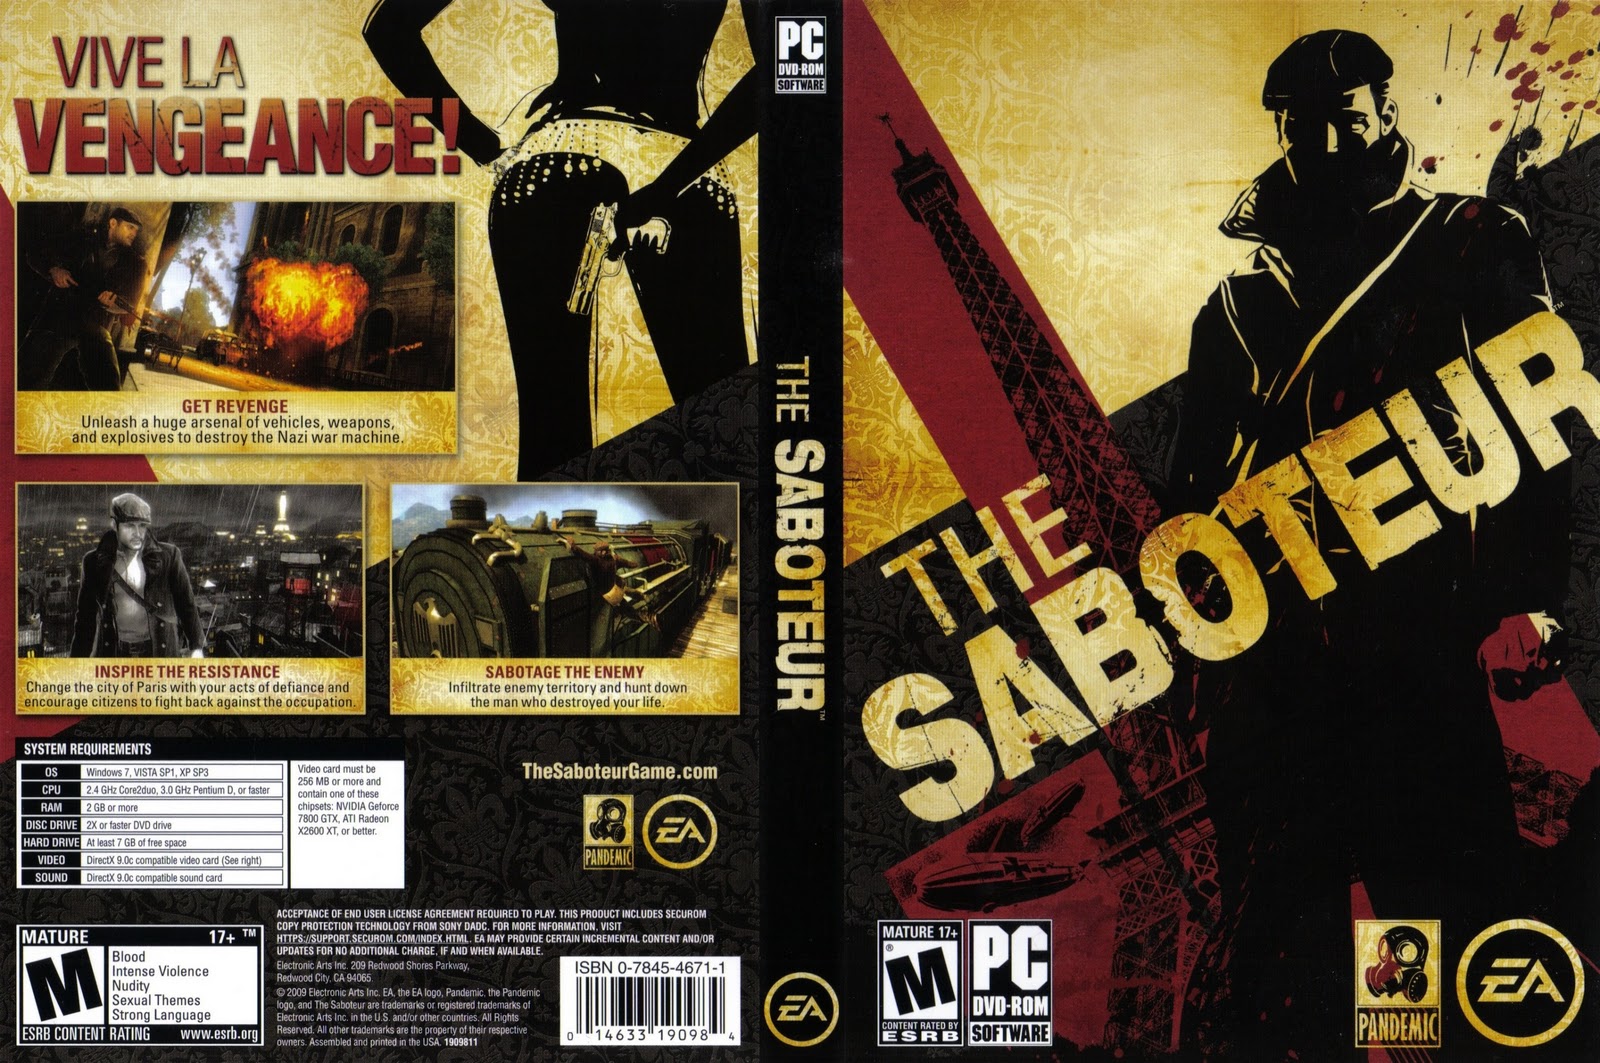 VIVE LA
VENGEANCE!
GET REVENGE
Unleash a huge arsenal of vehicles, weapons,
and explosives to destroy the Nazi war machine.
INSPIRE THE RESISTANCE
Change the city of Paris with your acts of defiance and
encourage citizens to fight back against the occupation.
SABOTAGE THE ENEMY
Infiltrate enemy territory and hunt down
the man who destroyed your life.
SYSTEM REQUIREMENTS
OS Windows 7, VISTA SP1, XP SP3
CPU 2.4 GHz Core2duo, 3.0 GHz Pentium D, or faster
RAM 2 GB or more
DISC DRIVE 2X or faster DVD drive
HARD DRIVE At least 7 GB of free space
VIDEO DirectX 9.0c compatible video card (See right)
SOUND DirectX 9.0c compatible sound card
Video card must be
256 MB or more and
contain one of these
chipsets: NVIDIA Geforce
7800 GTX, ATI Radeon
X2600 XT, or better.
TheSaboteurGame.com
PANDEMIC
EA
MATURE 17+ ™
M
Blood
Intense Violence
Nudity
Sexual Themes
Strong Language
ESRB CONTENT RATING www.esrb.org
ACCEPTANCE OF END USER LICENSE AGREEMENT REQUIRED TO PLAY. THIS PRODUCT INCLUDES SECUROM
COPY PROTECTION TECHNOLOGY FROM SONY DADC. FOR MORE INFORMATION, VISIT
HTTPS://SUPPORT.SECUROM.COM/INDEX.HTML. EA MAY PROVIDE CERTAIN INCREMENTAL CONTENT AND/OR
UPDATES FOR NO ADDITIONAL CHARGE, IF AND WHEN AVAILABLE.
Electronic Arts Inc. 209 Redwood Shores Parkway,
Redwood City, CA 94065
© 2009 Electronic Arts Inc. EA, the EA logo, Pandemic, the Pandemic
logo, and The Saboteur are trademarks or registered trademarks of
Electronic Arts Inc. in the U.S. and/or other countries. All Rights
Reserved. All other trademarks are the property of their respective
owners. Assembled and printed in the USA. 1909811
ISBN 0-7845-4671-1
0 14633 19098 4
PC
DVD-ROM
SOFTWARE
THE SABOTEUR™
EA
THE
SABOTEUR™
MATURE 17+
®
M
CONTENT RATED BY
ESRB
PC
DVD-ROM
SOFTWARE
PANDEMIC
EA